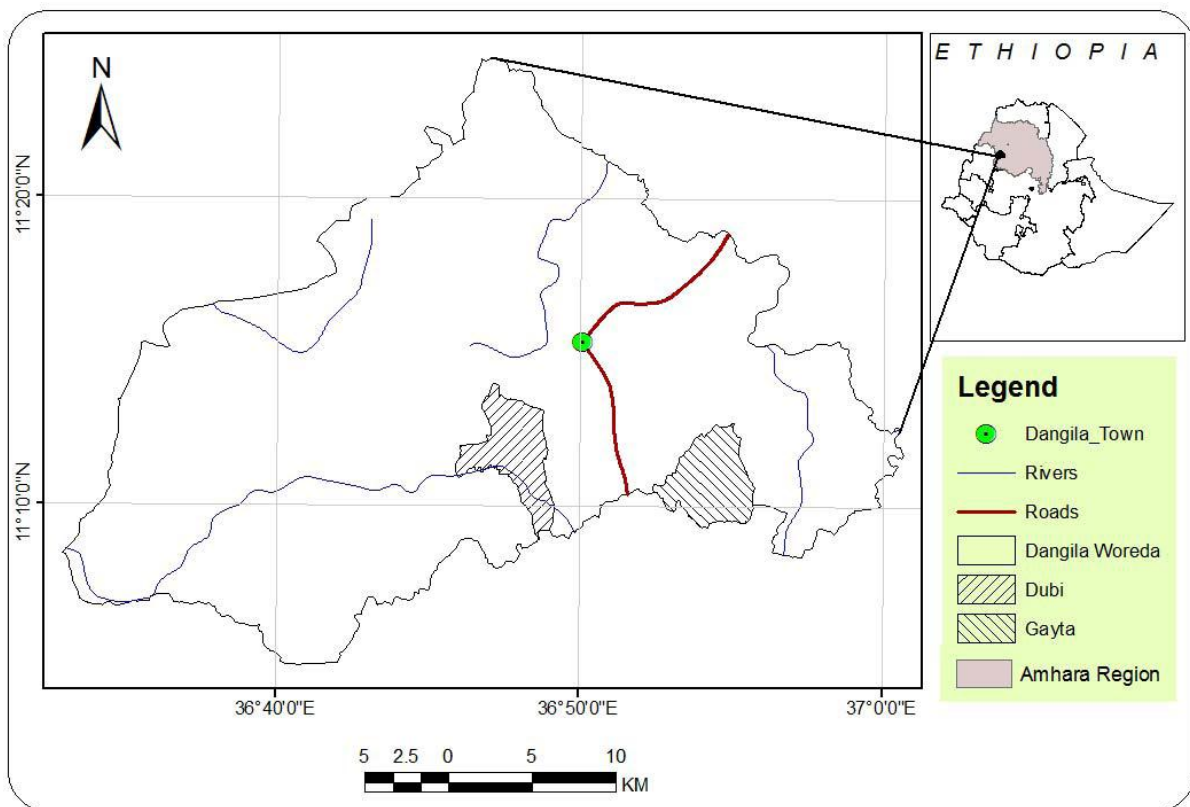 E T H I O P I A
N
11°20'0"N
11°10'0"N
36°40'0"E
36°50'0"E
37°0'0"E
5 2.5 0 5 10
KM
Legend
Dangila_Town
Rivers
Roads
Dangila Woreda
Dubi
Gayta
Amhara Region